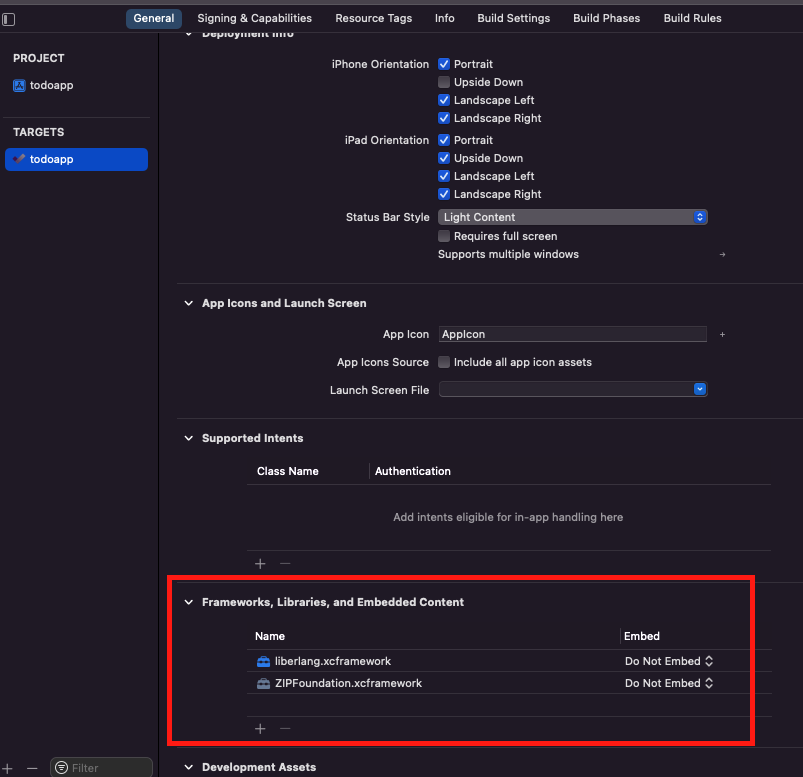 General Signing & Capabilities Resource Tags Info Build Settings Build Phases Build Rules
PROJECT
todoapp
TARGETS
todoapp
Deployment Info
iPhone Orientation Portrait
Upside Down
Landscape Left
Landscape Right
iPad Orientation Portrait
Upside Down
Landscape Left
Landscape Right
Status Bar Style Light Content
Requires full screen
Supports multiple windows
App Icons and Launch Screen
App Icon AppIcon
App Icons Source Include all app icon assets
Launch Screen File
Supported Intents
Class Name Authentication
Add intents eligible for in-app handling here
Frameworks, Libraries, and Embedded Content
Name Embed
liberlang.xcframework Do Not Embed
ZIPFoundation.xcframework Do Not Embed
Development Assets
Filter